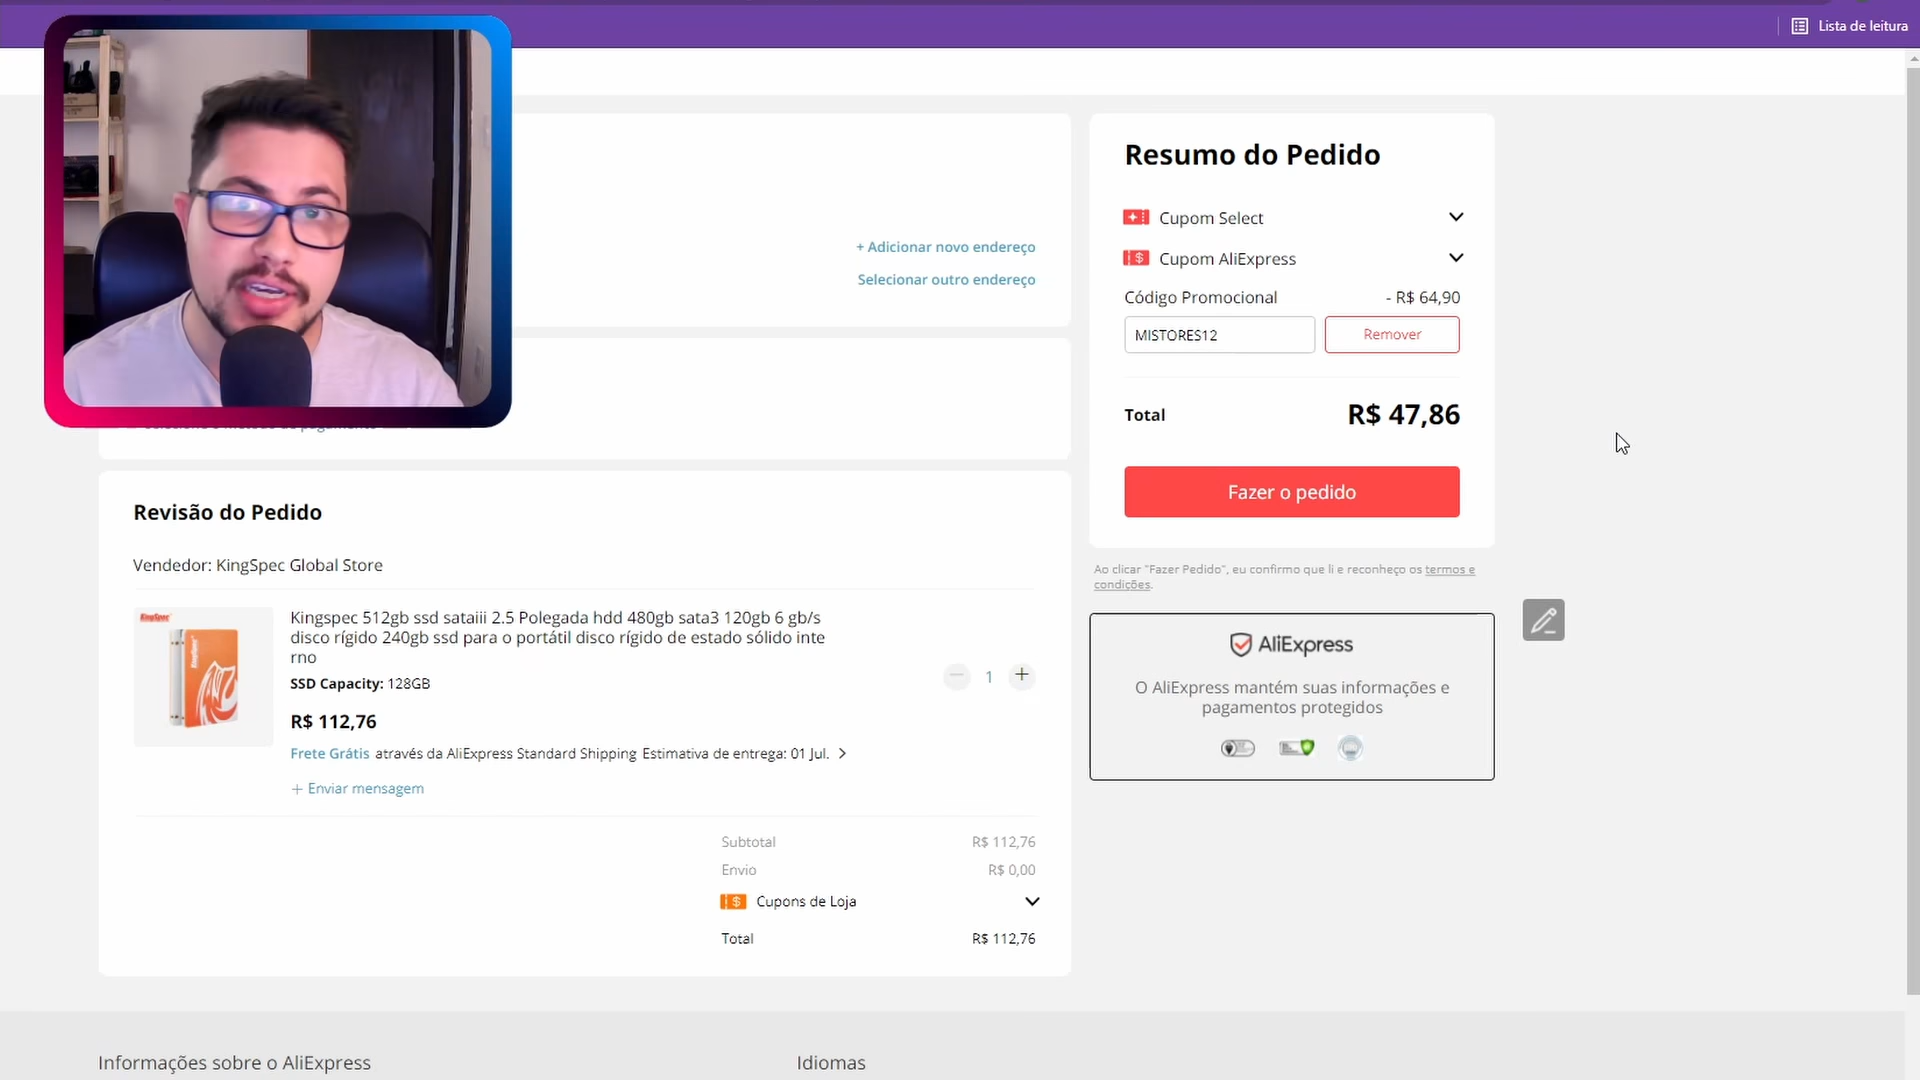 Lista de leitura
+ Adicionar novo endereço
Selecionar outro endereço
Resumo do Pedido
Cupom Select
Cupom AliExpress
Código Promocional - R$ 64,90
MISTORES12 Remover
Total R$ 47,86
Fazer o pedido
Ao clicar "Fazer Pedido", eu confirmo que li e reconheço os termos e
condições.
AliExpress
O AliExpress mantém suas informações e
pagamentos protegidos
Revisão do Pedido
Vendedor: KingSpec Global Store
KingSpec
Kingspec 512gb ssd sataiii 2.5 Polegada hdd 480gb sata3 120gb 6 gb/s
disco rígido 240gb ssd para o portátil disco rígido de estado sólido inte
rno
SSD Capacity: 128GB
1
R$ 112,76
Frete Grátis através da AliExpress Standard Shipping Estimativa de entrega: 01 Jul.
+ Enviar mensagem
Subtotal R$ 112,76
Envio R$ 0,00
Cupons de Loja
Total R$ 112,76
Informações sobre o AliExpress
Idiomas